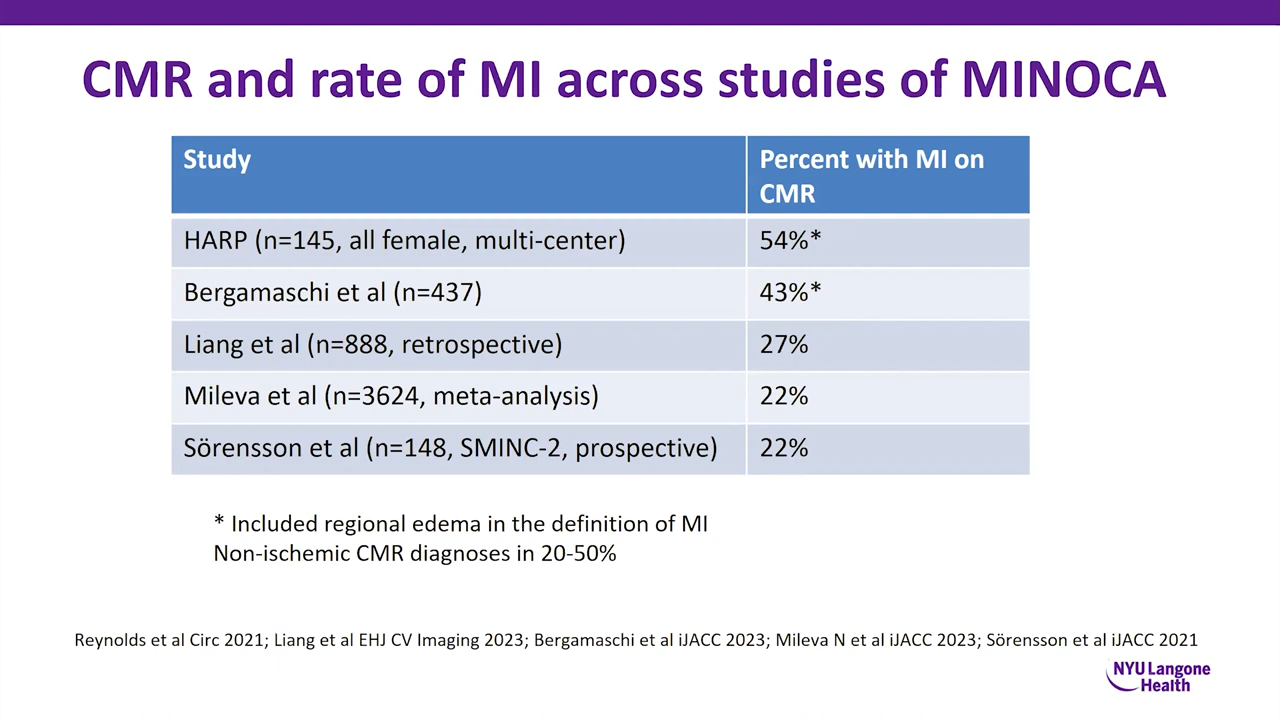 CMR and rate of MI across studies of MINOCA
Study
Percent with MI on
CMR
HARP (n=145, all female, multi-center)
54%*
Bergamaschi et al (n=437)
43%*
Liang et al (n=888, retrospective)
27%
Mileva et al (n=3624, meta-analysis)
22%
Sörensson et al (n=148, SMINC-2, prospective)
22%
* Included regional edema in the definition of MI
Non-ischemic CMR diagnoses in 20-50%
Reynolds et al Circ 2021; Liang et al EHJ CV Imaging 2023; Bergamaschi et al iJACC 2023; Mileva N et al iJACC 2023; Sörensson et al iJACC 2021
NYU Langone
Health